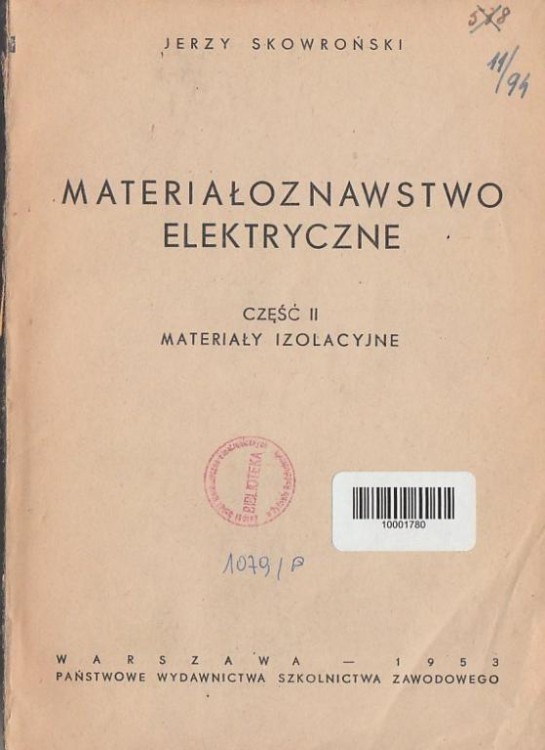 11/94
JERZY SKOWROŃSKI
MATERIAŁOZNAWSTWO
ELEKTRYCZNE
CZĘŚĆ II
MATERIAŁY IZOLACYJNE
BIBLIOTEKA
10001780
1079/P
WARSZAWA — 1953
PAŃSTWOWE WYDAWNICTWA SZKOLNICTWA ZAWODOWEGO